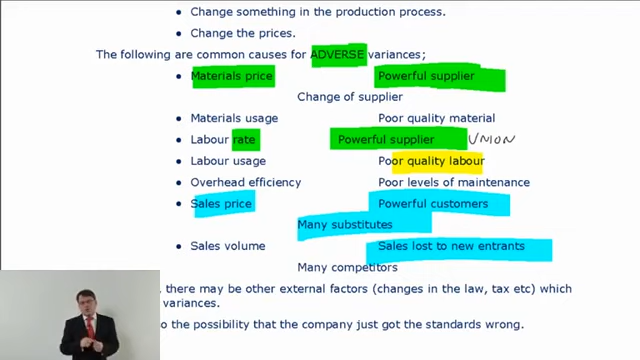 • Change something in the production process.
• Change the prices.
The following are common causes for ADVERSE variances;
• Materials price Powerful supplier
Change of supplier
• Materials usage Poor quality material
• Labour rate Powerful supplier UNION
• Labour usage Poor quality labour
• Overhead efficiency Poor levels of maintenance
• Sales price Powerful customers
Many substitutes
• Sales volume Sales lost to new entrants
Many competitors
, there may be other external factors (changes in the law, tax etc) which
variances.
o the possibility that the company just got the standards wrong.